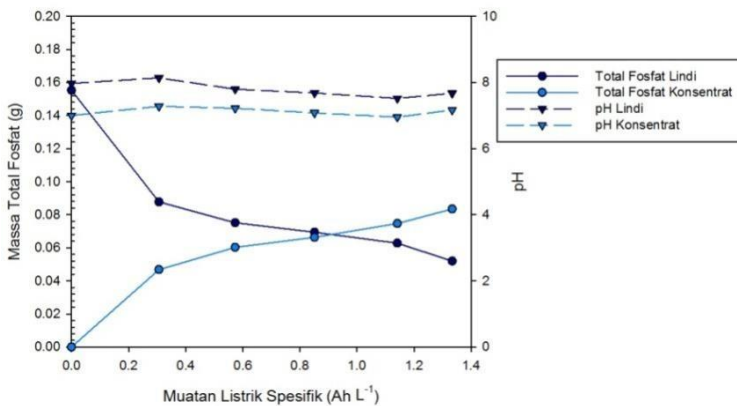 0.20
0.18
0.16
0.14
0.12
0.10
0.08
0.06
0.04
0.02
0.00
Massa Total Fosfat (g)
0.0 0.2 0.4 0.6 0.8 1.0 1.2 1.4
Muatan Listrik Spesifik (Ah L⁻¹)
10
8
6
4
2
0
pH
Total Fosfat Lindi
Total Fosfat Konsentrat
pH Lindi
pH Konsentrat